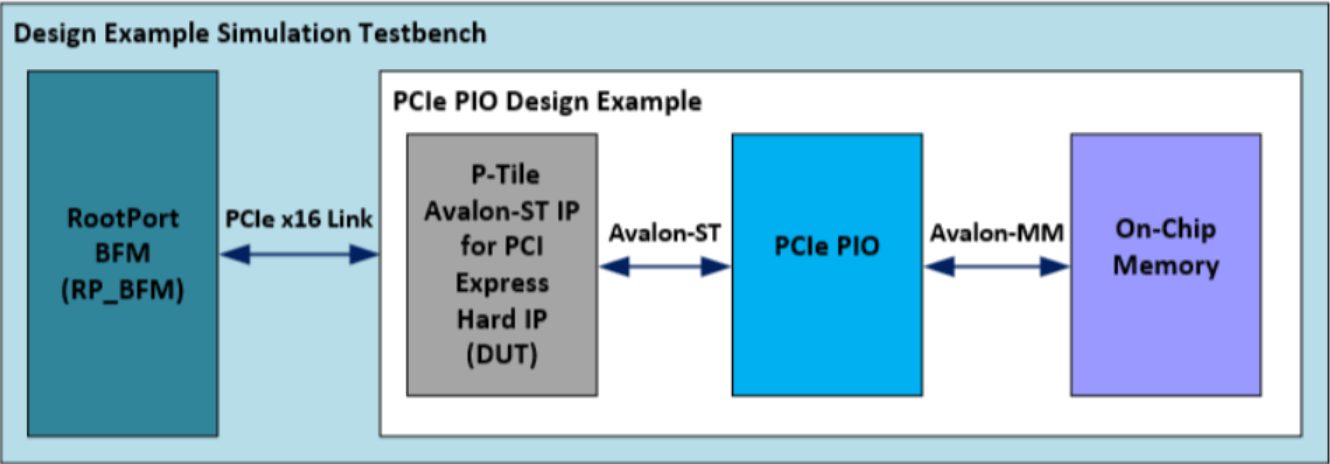 Design Example Simulation Testbench
RootPort
BFM
(RP_BFM)
PCIe x16 Link
PCIe PIO Design Example
P-Tile
Avalon-ST IP
for PCI
Express
Hard IP
(DUT)
Avalon-ST
PCIe PIO
Avalon-MM
On-Chip
Memory